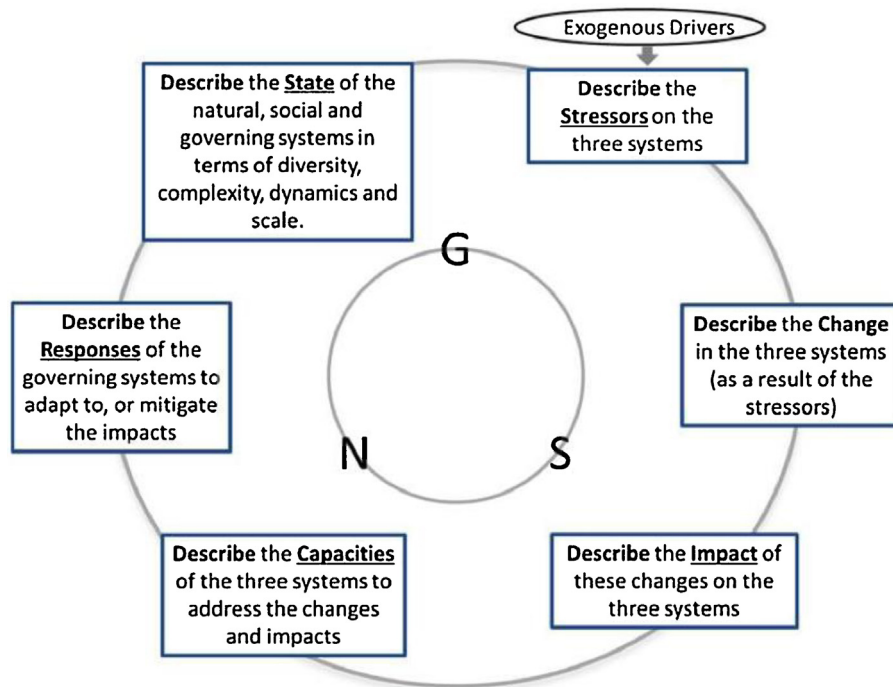 Exogenous Drivers
Describe the State of the
natural, social and
governing systems in
terms of diversity,
complexity, dynamics and
scale.
Describe the
Stressors on the
three systems
G
Describe the
Responses of the
governing systems to
adapt to, or mitigate
the impacts
Describe the Change
in the three systems
(as a result of the
stressors)
N
S
Describe the Capacities
of the three systems to
address the changes
and impacts
Describe the Impact of
these changes on the
three systems